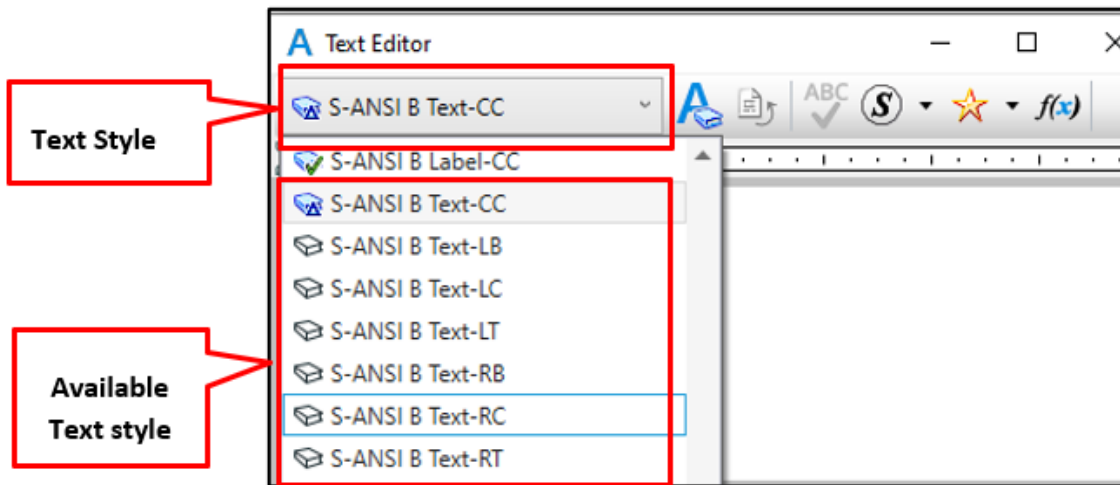 Text Editor
Text Style
S-ANSI B Text-CC
ABC
S
f(x)
S-ANSI B Label-CC
S-ANSI B Text-CC
S-ANSI B Text-LB
S-ANSI B Text-LC
S-ANSI B Text-LT
Available
Text style
S-ANSI B Text-RB
S-ANSI B Text-RC
S-ANSI B Text-RT